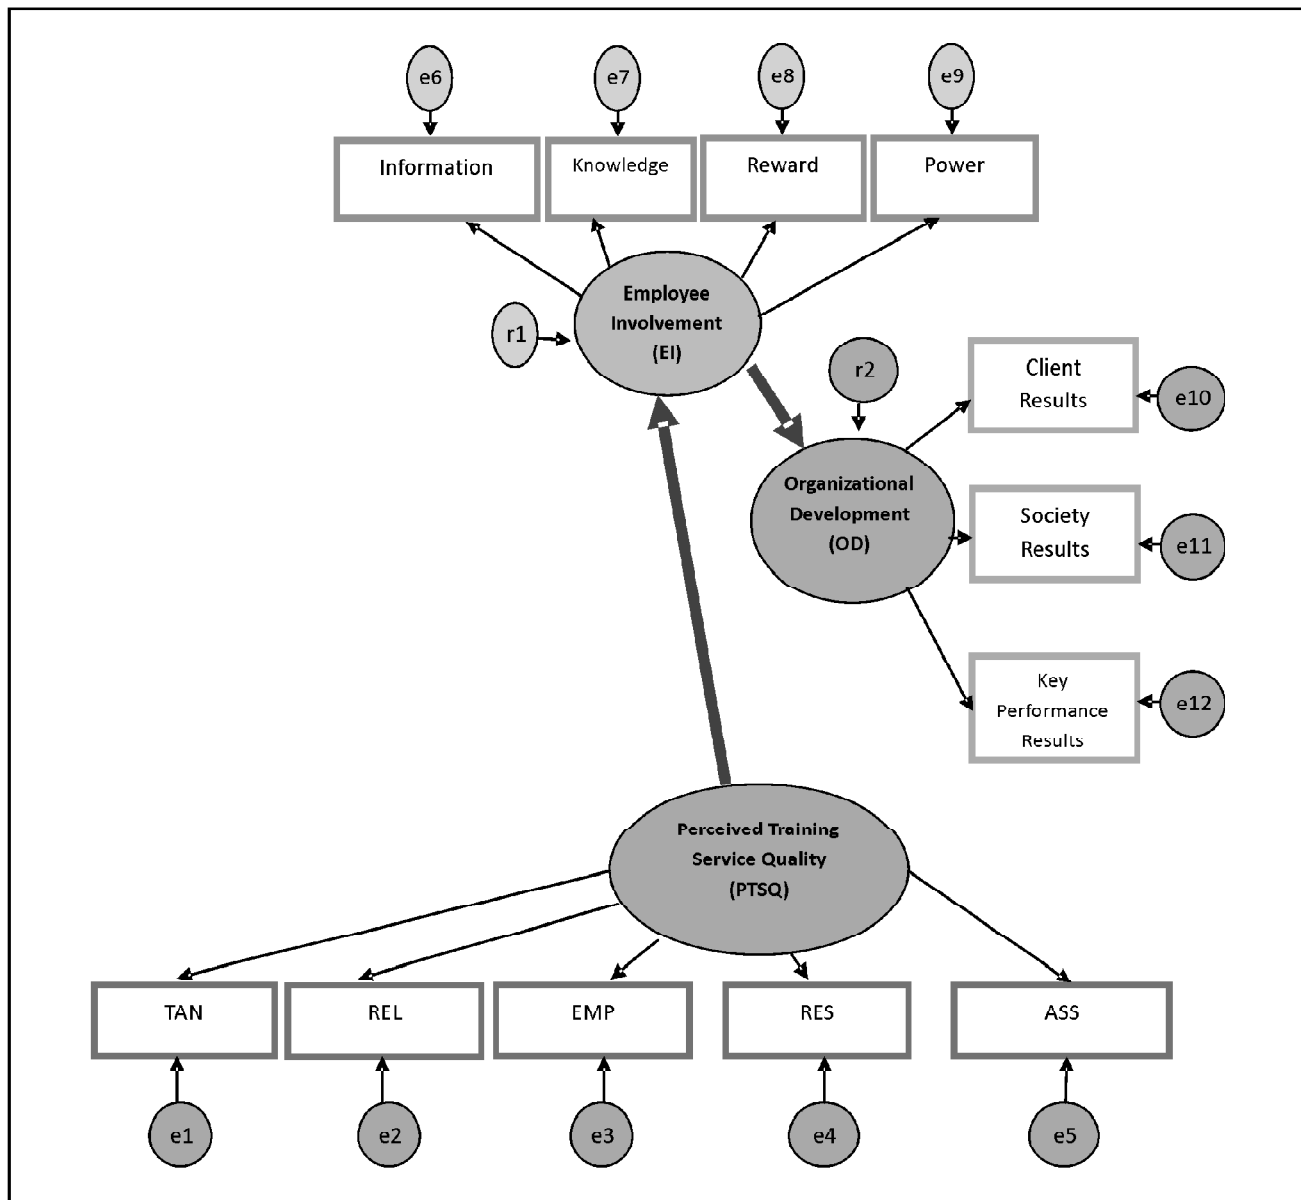 e6
e7
e8
e9
Information
Knowledge
Reward
Power
Employee
Involvement
(EI)
r1
r2
Client
Results
e10
Organizational
Development
(OD)
Society
Results
e11
Key
Performance
Results
e12
Perceived Training
Service Quality
(PTSQ)
TAN
REL
EMP
RES
ASS
e1
e2
e3
e4
e5